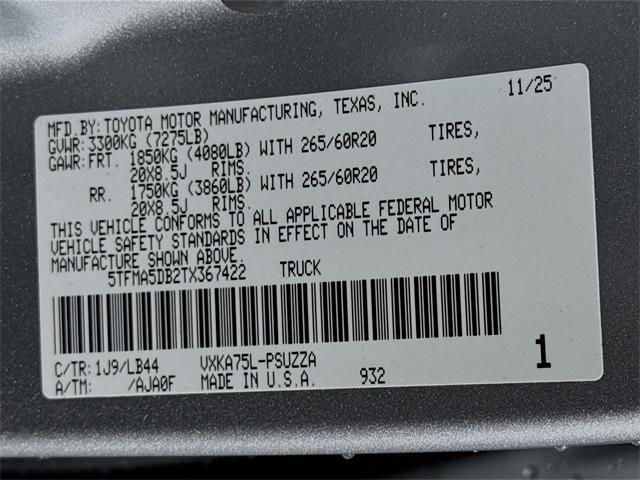 MFD.BY: TOYOTA MOTOR MANUFACTURING, TEXAS, INC. 11/25
GVWR: 3300KG (7275LB)
GAWR: FRT. 1850KG (4080LB) WITH 265/60R20 TIRES,
20X8.5J RIMS.
RR. 1750KG (3860LB) WITH 265/60R20 TIRES,
20X8.5J RIMS.
THIS VEHICLE CONFORMS TO ALL APPLICABLE FEDERAL MOTOR
VEHICLE SAFETY STANDARDS IN EFFECT ON THE DATE OF
MANUFACTURE SHOWN ABOVE.
5TFMA5DB2TX367422 TRUCK
C/TR: 1J9/LB44 VXKA75L-PSUZZA
A/TM: /AJA0F MADE IN U.S.A. 932 1